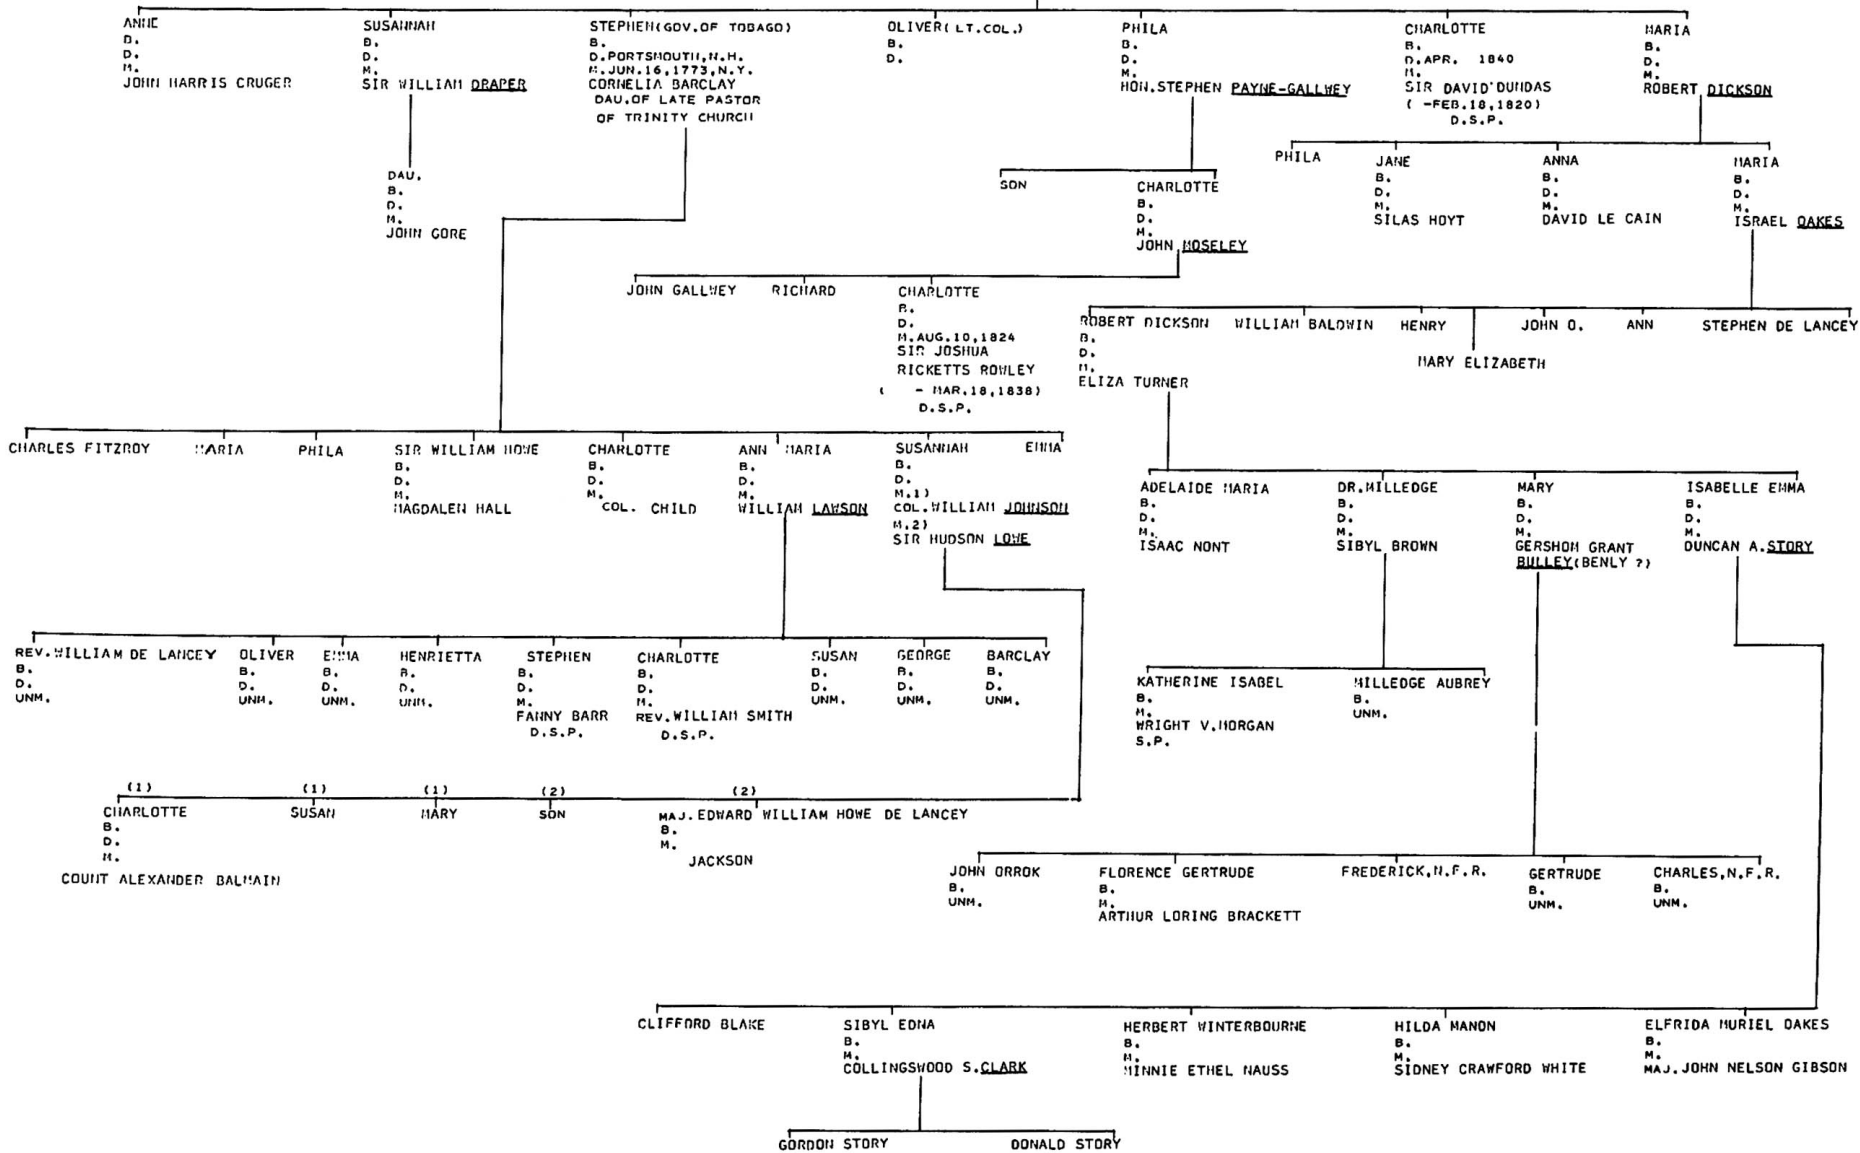 ANNE
B.
D.
M.
JOHN HARRIS CRUGER
SUSANNAH
B.
D.
M.
SIR WILLIAM DRAPER
STEPHEN(GOV.OF TOBAGO)
B.
D.PORTSMOUTH,N.H.
M.JUN.16,1773,N.Y.
CORNELIA BARCLAY
DAU.OF LATE PASTOR
OF TRINITY CHURCH
OLIVER(LT.COL.)
B.
D.
PHILA
B.
D.
M.
HON.STEPHEN PAYNE-GALLWEY
CHARLOTTE
B.
D.APR. 1840
M.
SIR DAVID DUNDAS
( -FEB.18,1820)
D.S.P.
MARIA
B.
D.
M.
ROBERT DICKSON
DAU.
B.
D.
M.
JOHN GORE
SON
CHARLOTTE
B.
D.
M.
JOHN MOSELEY
PHILA
JANE
B.
D.
M.
SILAS HOYT
ANNA
B.
D.
M.
DAVID LE CAIN
MARIA
B.
D.
M.
ISRAEL OAKES
JOHN GALLWEY
RICHARD
CHARLOTTE
B.
D.
M.AUG.10,1824
SIR JOSHUA
RICKETTS ROWLEY
( - MAR.18,1838)
D.S.P.
ROBERT DICKSON
B.
D.
M.
ELIZA TURNER
WILLIAM BALDWIN
HENRY
MARY ELIZABETH
JOHN O.
ANN
STEPHEN DE LANCEY
CHARLES FITZROY
MARIA
PHILA
SIR WILLIAM HOWE
B.
D.
M.
MAGDALEN HALL
CHARLOTTE
B.
D.
M.
COL. CHILD
ANN MARIA
B.
D.
M.
WILLIAM LAWSON
SUSANNAH
B.
D.
M.1)
COL.WILLIAM JOHNSON
M.2)
SIR HUDSON LOWE
EMMA
ADELAIDE MARIA
B.
D.
M.
ISAAC NONT
DR.MILLEDGE
B.
D.
M.
SIBYL BROWN
MARY
B.
D.
M.
GERSHOM GRANT
BULLEY(BENLY ?)
ISABELLE EMMA
B.
D.
M.
DUNCAN A.STORY
REV.WILLIAM DE LANCEY
B.
D.
UNM.
OLIVER
B.
D.
UNM.
EMMA
B.
D.
UNM.
HENRIETTA
B.
D.
UNM.
STEPHEN
B.
D.
M.
FANNY BARR
D.S.P.
CHARLOTTE
B.
D.
M.
REV.WILLIAM SMITH
D.S.P.
SUSAN
B.
D.
UNM.
GEORGE
B.
D.
UNM.
BARCLAY
B.
D.
UNM.
KATHERINE ISABEL
B.
M.
WRIGHT V.MORGAN
S.P.
MILLEDGE AUBREY
B.
UNM.
(1)
CHARLOTTE
B.
D.
M.
COUNT ALEXANDER BALMAIN
(1)
SUSAN
(1)
MARY
(2)
SON
(2)
MAJ.EDWARD WILLIAM HOWE DE LANCEY
B.
M.
JACKSON
JOHN ORROK
B.
UNM.
FLORENCE GERTRUDE
B.
M.
ARTHUR LORING BRACKETT
FREDERICK,N.F.R.
GERTRUDE
B.
UNM.
CHARLES,N.F.R.
B.
UNM.
CLIFFORD BLAKE
SIBYL EDNA
B.
M.
COLLINGSWOOD S.CLARK
HERBERT WINTERBOURNE
B.
M.
MINNIE ETHEL NAUSS
HILDA MANON
B.
M.
SIDNEY CRAWFORD WHITE
ELFRIDA MURIEL OAKES
B.
M.
MAJ.JOHN NELSON GIBSON
GORDON STORY
DONALD STORY